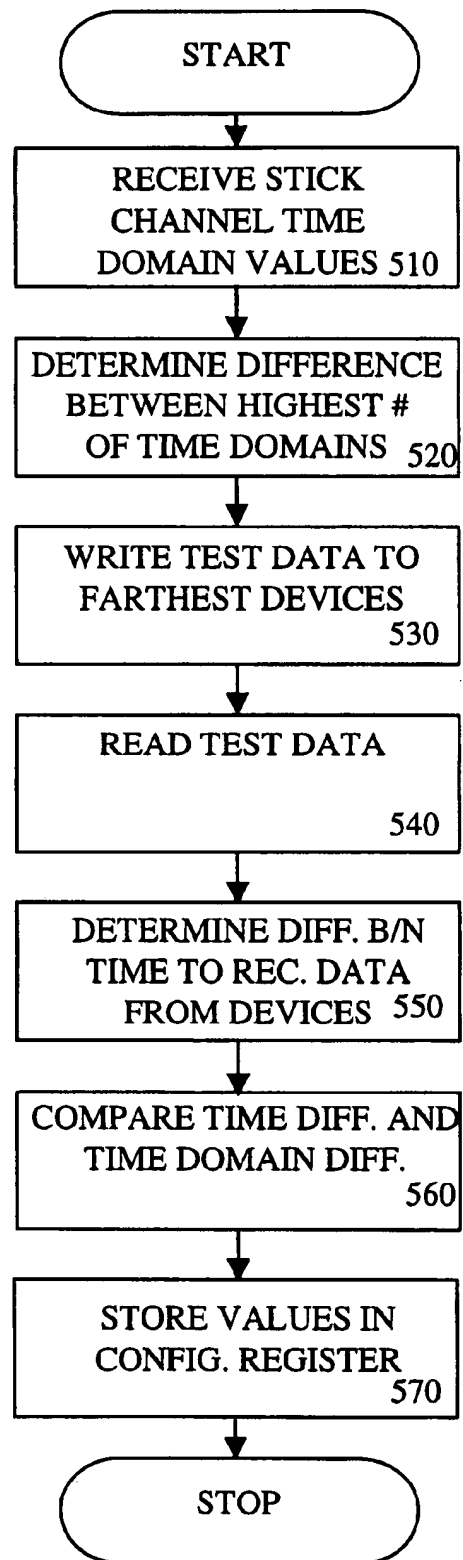 START
RECEIVE STICK
CHANNEL TIME
DOMAIN VALUES 510
DETERMINE DIFFERENCE
BETWEEN HIGHEST #
OF TIME DOMAINS 520
WRITE TEST DATA TO
FARTHEST DEVICES
530
READ TEST DATA
540
DETERMINE DIFF. B/N
TIME TO REC. DATA
FROM DEVICES 550
COMPARE TIME DIFF. AND
TIME DOMAIN DIFF.
560
STORE VALUES IN
CONFIG. REGISTER
570
STOP